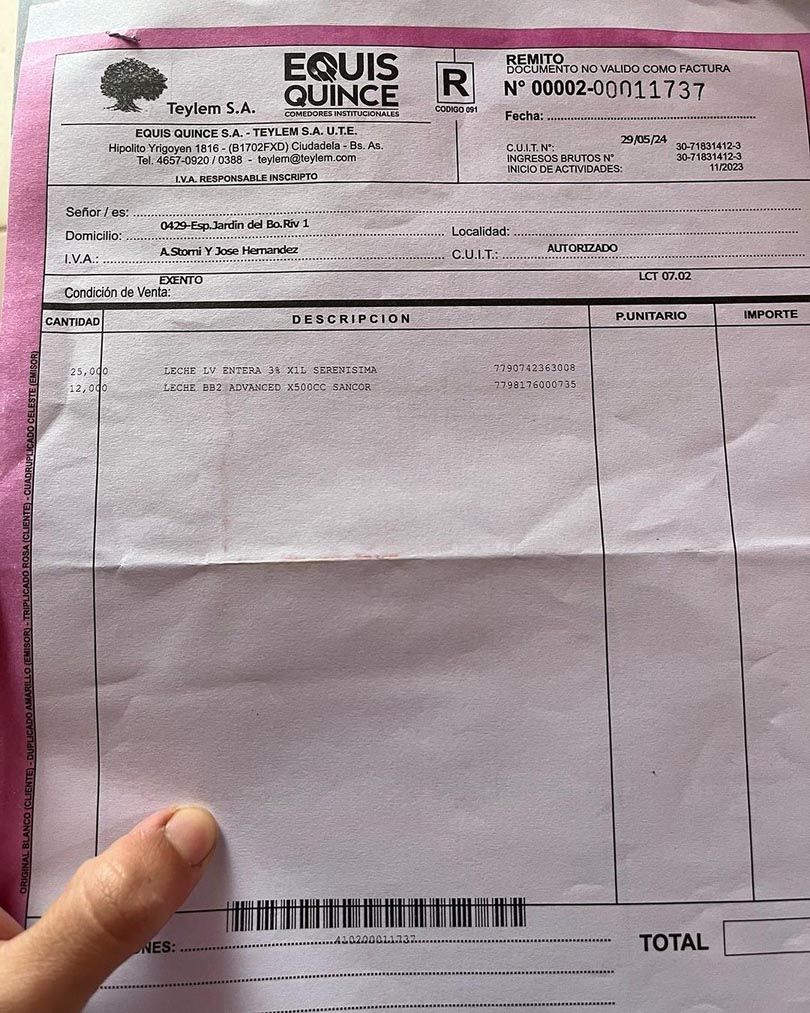 Teylem S.A.
EQUIS
QUINCE
COMEDORES INSTITUCIONALES
EQUIS QUINCE S.A. - TEYLEM S.A. U.T.E.
Hipolito Yrigoyen 1816 - (B1702FXD) Ciudadela - Bs. As.
Tel. 4657-0920 / 0388 - teylem@teylem.com
I.V.A. RESPONSABLE INSCRIPTO
R
CODIGO 091
REMITO
DOCUMENTO NO VALIDO COMO FACTURA
N° 00002-00011737
Fecha:
29/05/24
C.U.I.T. N°: 30-71831412-3
INGRESOS BRUTOS N° 30-71831412-3
INICIO DE ACTIVIDADES: 11/2023
Señor / es:
0429-Esp.Jardin del Bo.Riv 1
Domicilio: Localidad:
A.Storni Y Jose Hernandez AUTORIZADO
I.V.A.: C.U.I.T.:
EXENTO LCT 07.02
Condición de Venta:
CANTIDAD DESCRIPCION P.UNITARIO IMPORTE
25,000 LECHE LV ENTERA 3% X1L SERENISIMA 7790742363008
12,000 LECHE BB2 ADVANCED X500CC SANCOR 7798176000735
ORIGINAL BLANCO (CLIENTE) - DUPLICADO AMARILLO (EMISOR) - TRIPLICADO ROSA (CLIENTE) - CUADRUPLICADO CELESTE (EMISOR)
410200011737
NES:
TOTAL